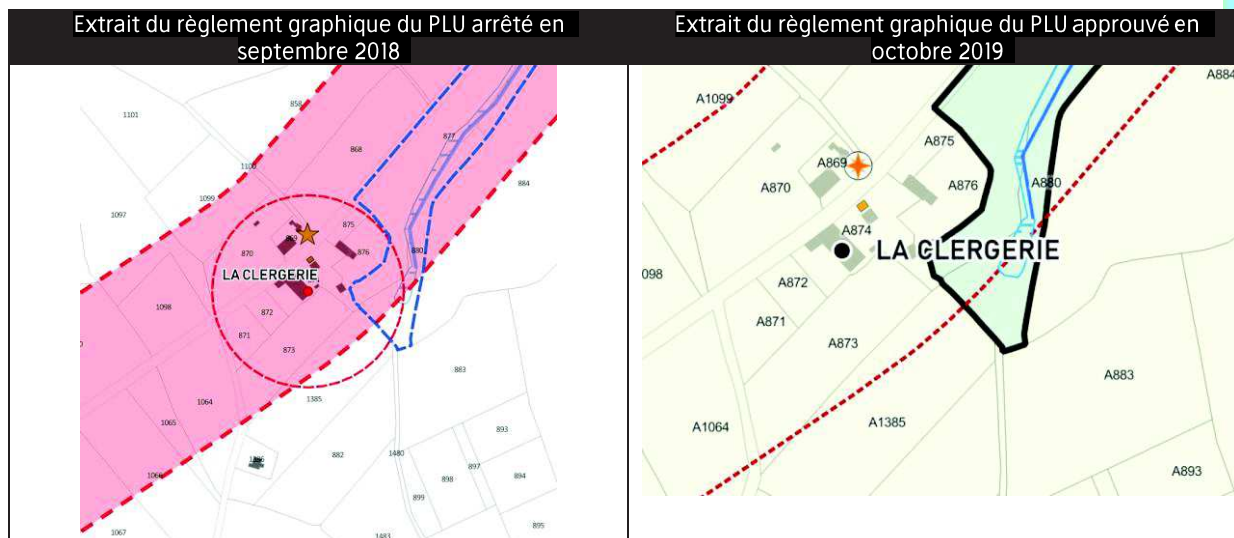 Extrait du règlement graphique du PLU arrêté en
septembre 2018
Extrait du règlement graphique du PLU approuvé en
octobre 2019
1101
858
868
877
1100
884
1099
1097
875
869
876
870
880
LA CLERGERIE
1098
872
871
873
883
1385
1064
1065
893
882
1480
1066
897
894
898
899
895
1067
1483
A1099
A884
A875
A869
A870
A876
A880
A874
LA CLERGERIE
098
A872
A871
A873
A883
A1064
A1385
A893